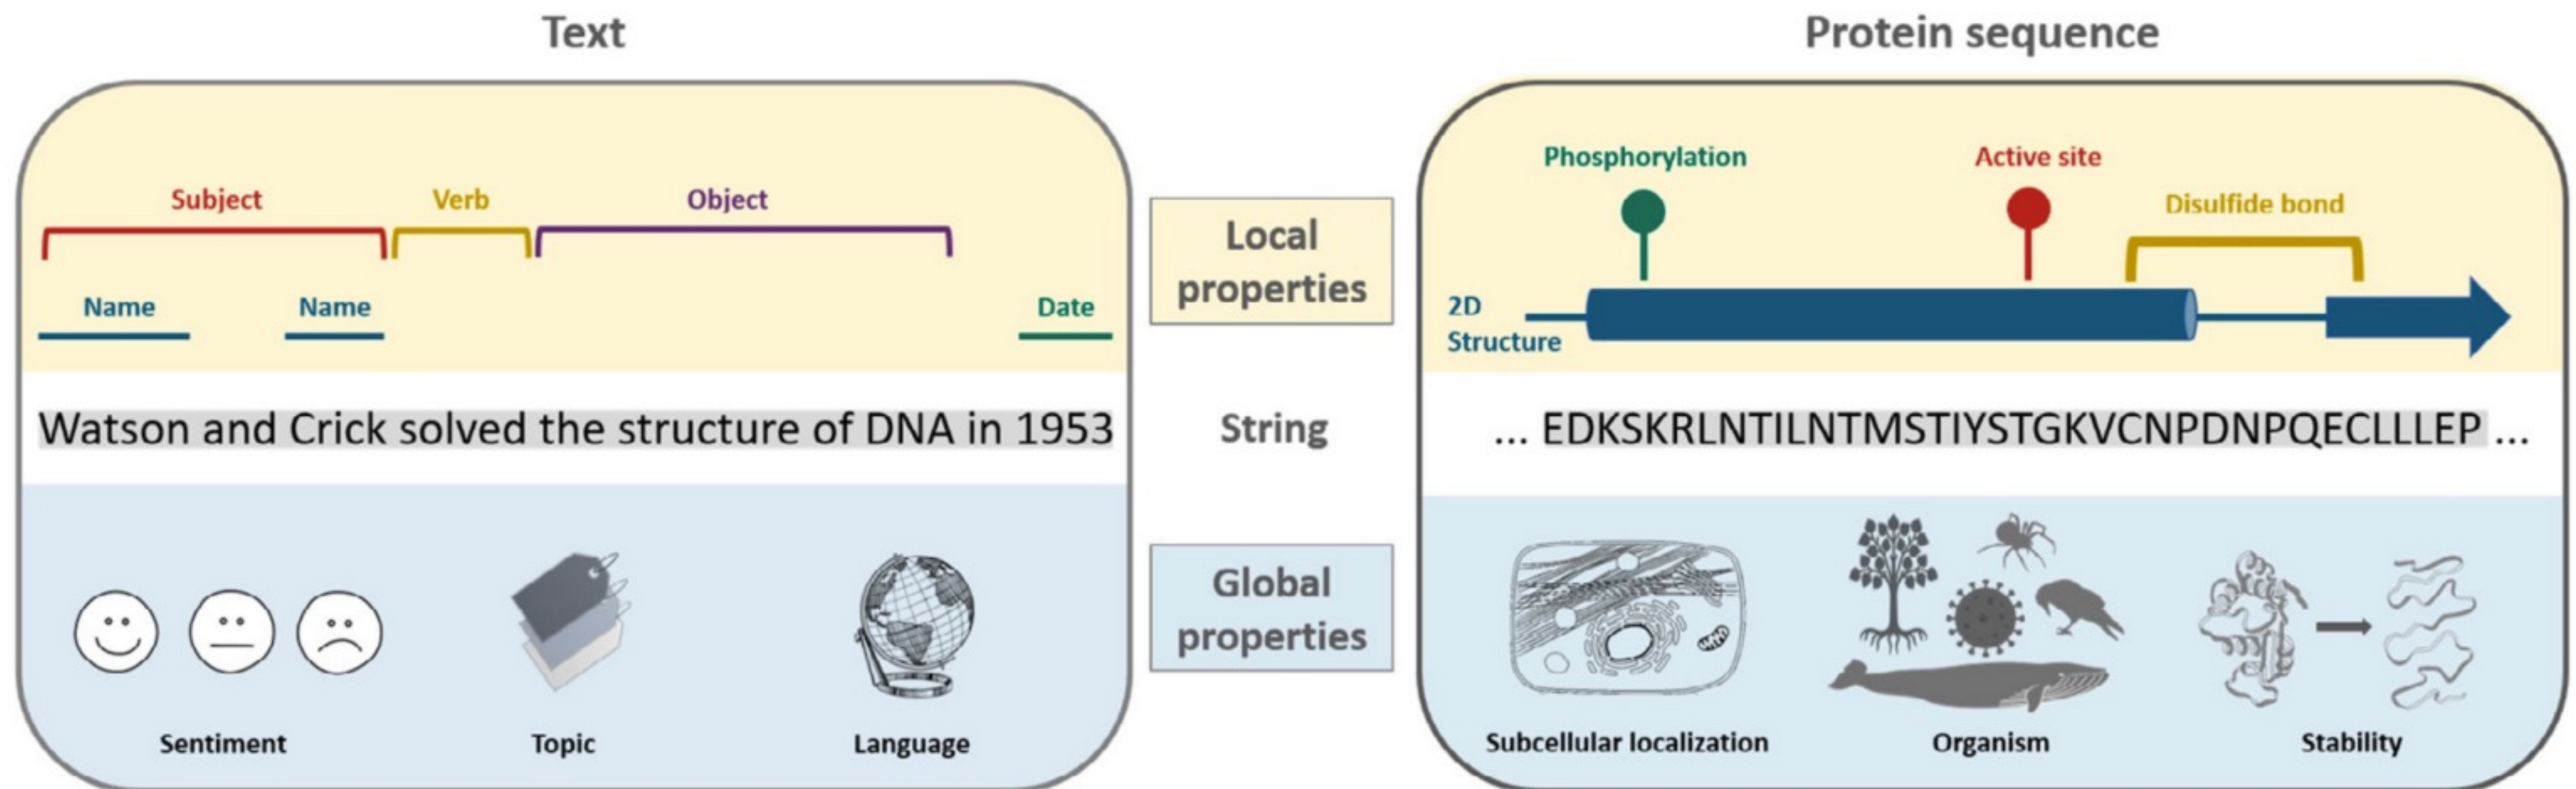 Text
Subject
Verb
Object
Name
Name
Date
Watson and Crick solved the structure of DNA in 1953
Sentiment
Topic
Language
Local
properties
String
Global
properties
Protein sequence
Phosphorylation
Active site
Disulfide bond
2D
Structure
... EDKSKRLNTILNTMSTIYSTGKVCNPDNPQECLLLEP ...
Subcellular localization
Organism
Stability